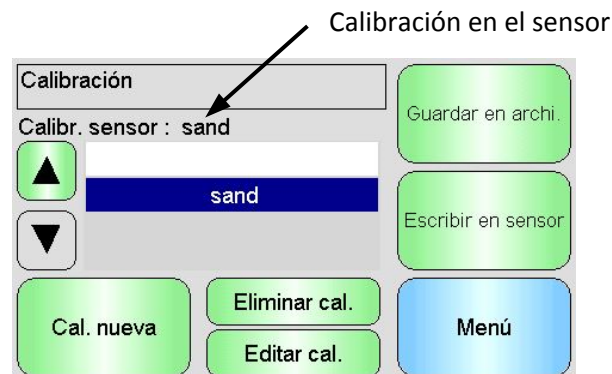 Calibración en el sensor
Calibración
Calibr. sensor : sand
sand
Guardar en archi.
Escribir en sensor
Cal. nueva
Eliminar cal.
Editar cal.
Menú